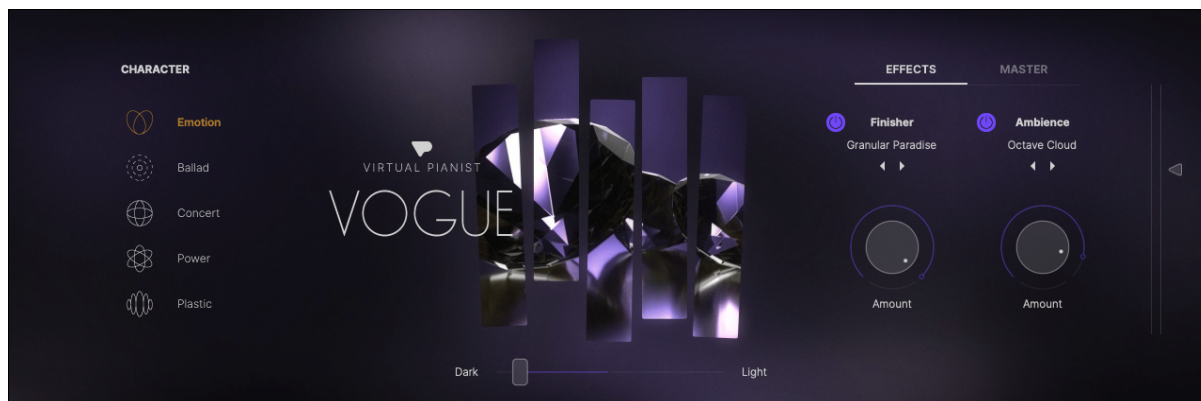 CHARACTER
Emotion
Ballad
Concert
Power
Plastic
VIRTUAL PIANIST
VOGUE
Dark
Light
EFFECTS MASTER
Finisher Ambience
Granular Paradise Octave Cloud
Amount Amount